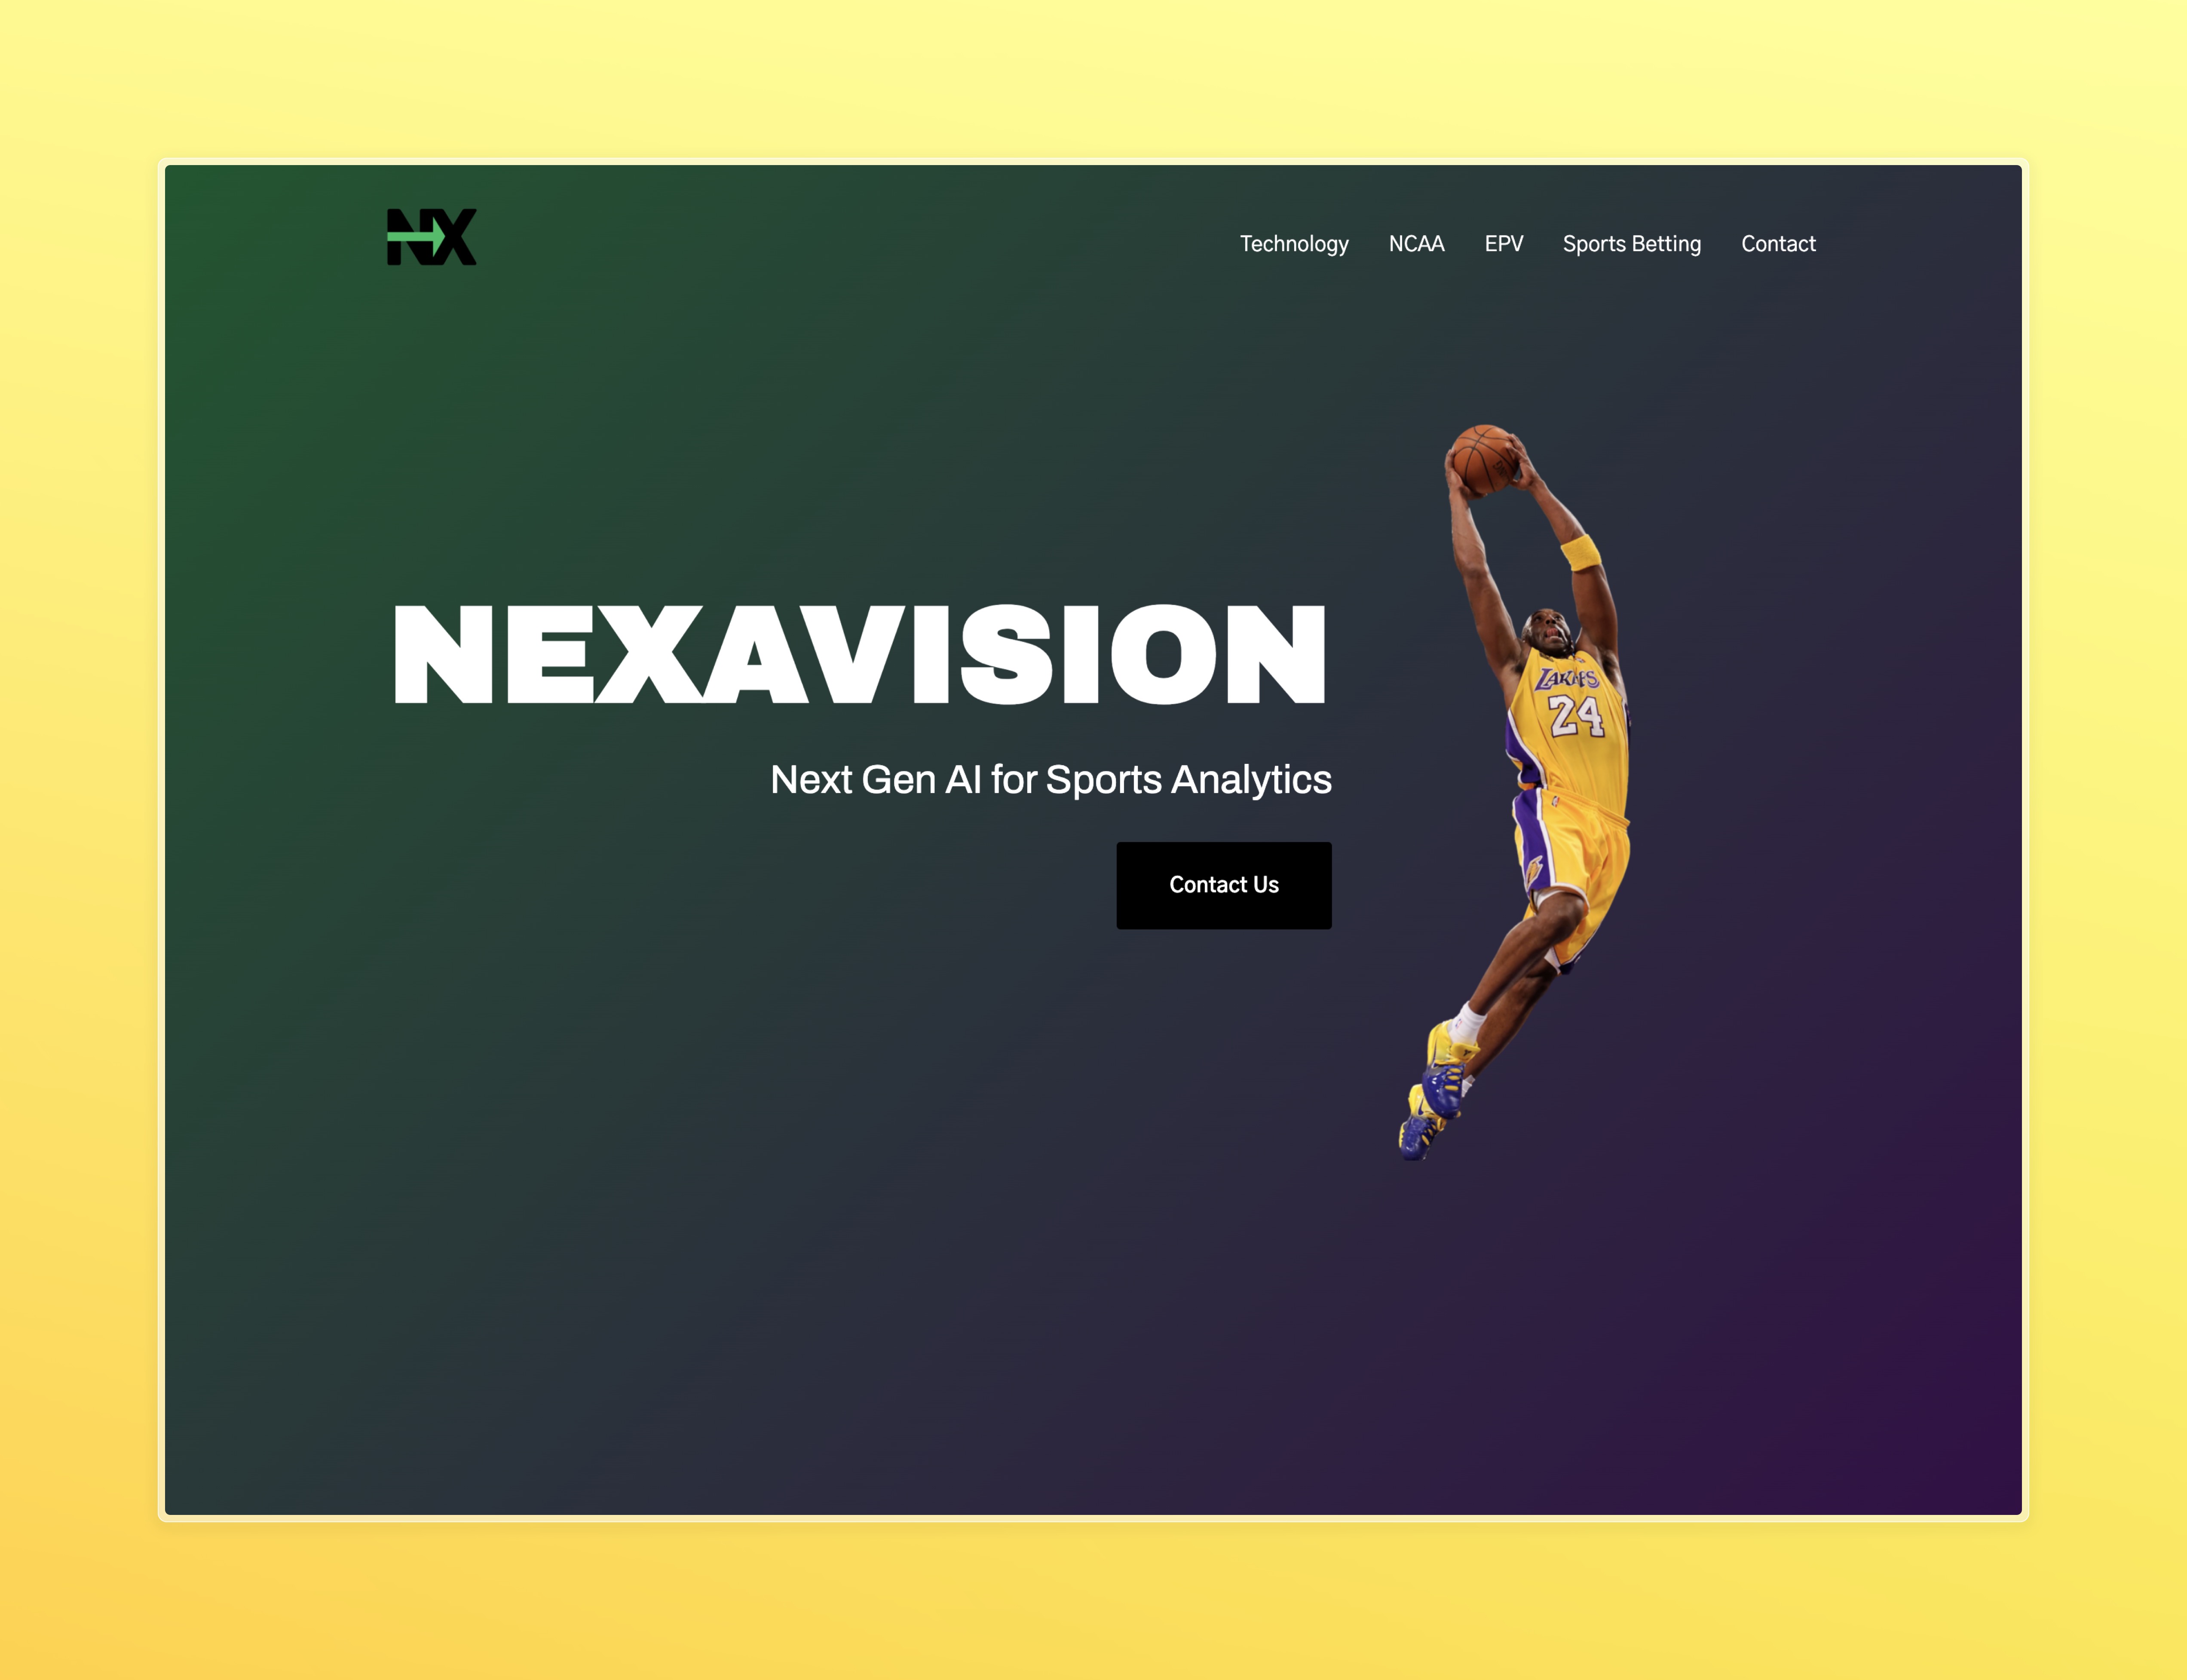 NX
Technology NCAA EPV Sports Betting Contact
NEXAVISION
Next Gen AI for Sports Analytics
Contact Us
LAKERS
24